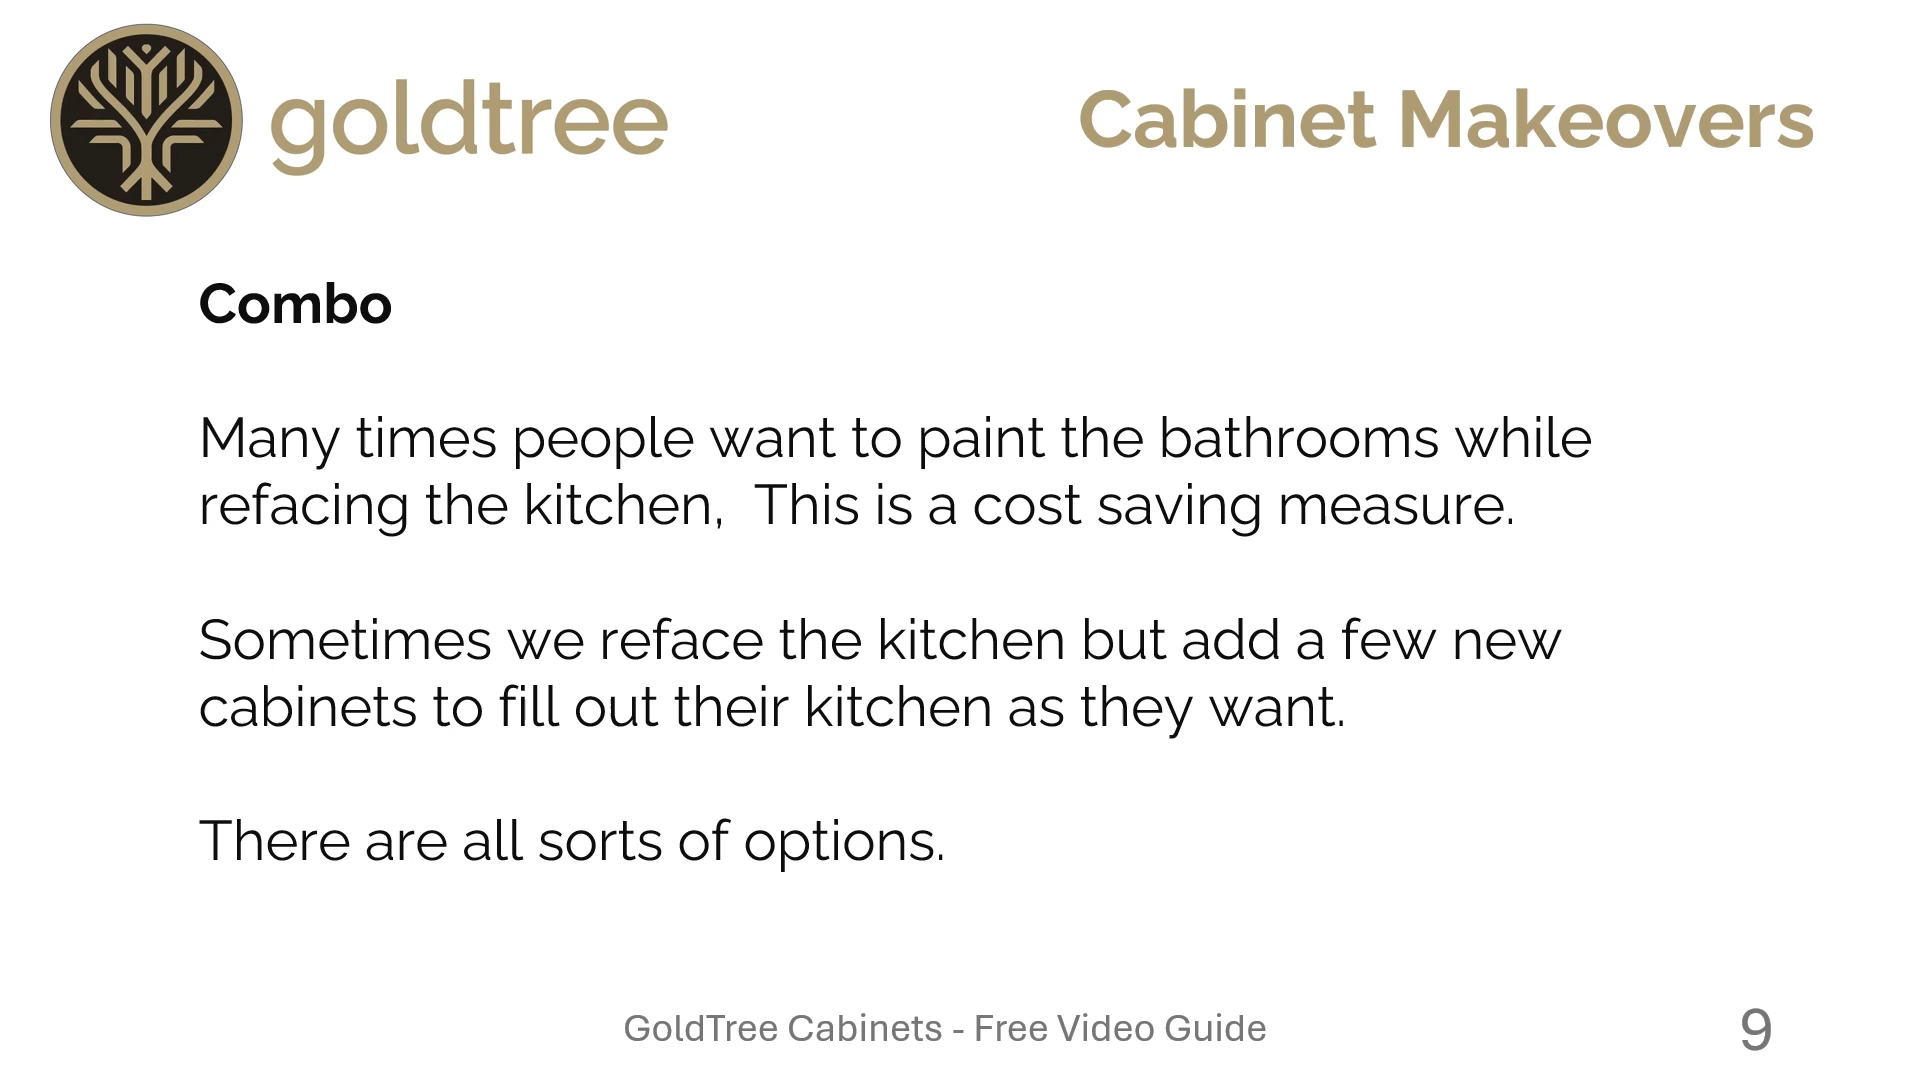 goldtree
Cabinet Makeovers
Combo
Many times people want to paint the bathrooms while
refacing the kitchen,  This is a cost saving measure.
Sometimes we reface the kitchen but add a few new
cabinets to fill out their kitchen as they want.
There are all sorts of options.
GoldTree Cabinets - Free Video Guide
9